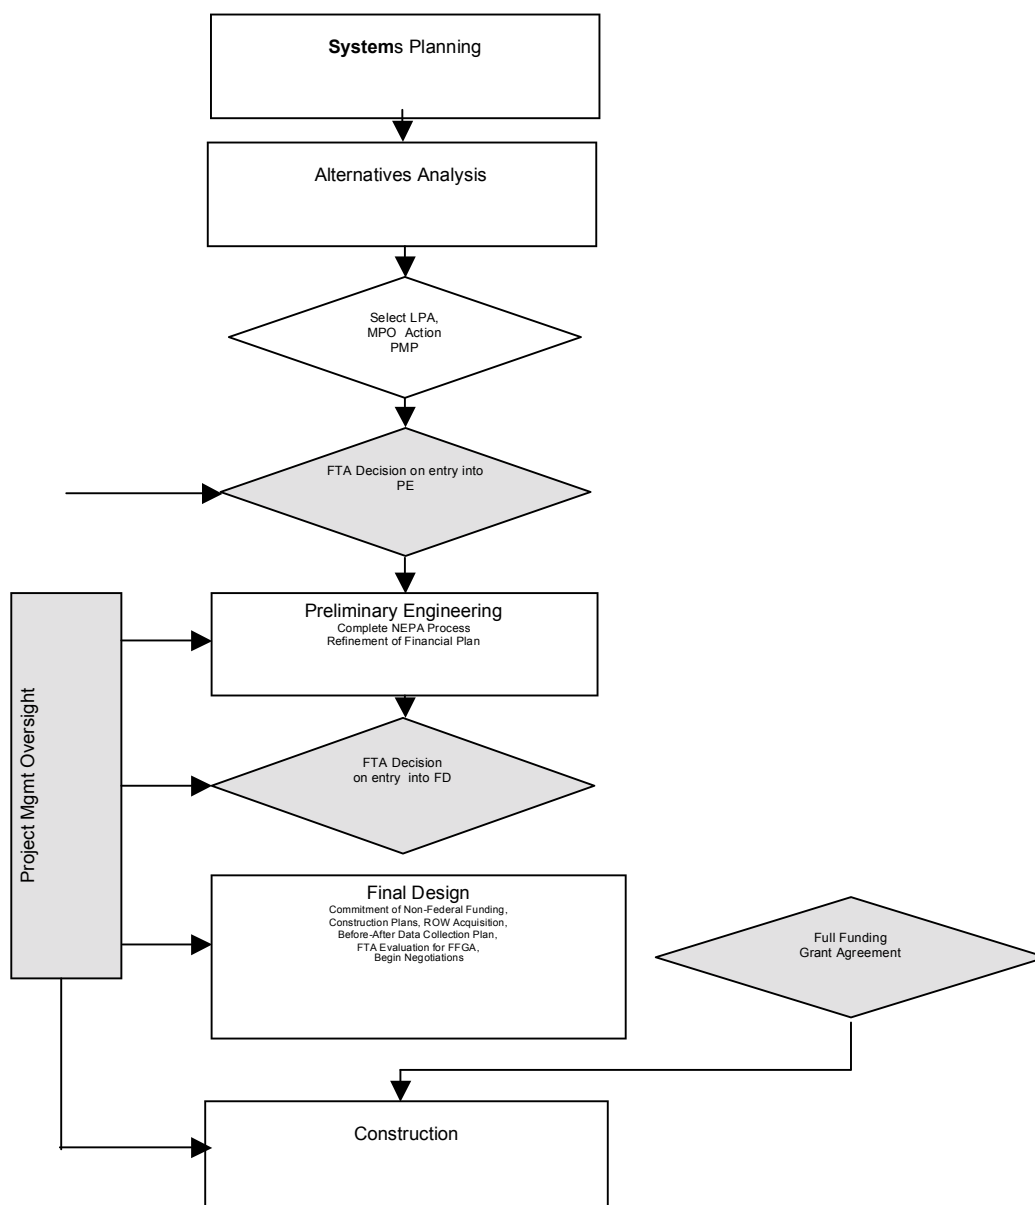 Systems Planning
Alternatives Analysis
Select LPA,
MPO Action
PMP
FTA Decision on entry into
PE
Project Mgmt Oversight
Preliminary Engineering
Complete NEPA Process
Refinement of Financial Plan
FTA Decision
on entry into FD
Final Design
Commitment of Non-Federal Funding,
Construction Plans, ROW Acquisition,
Before-After Data Collection Plan,
FTA Evaluation for FFGA,
Begin Negotiations
Full Funding
Grant Agreement
Construction